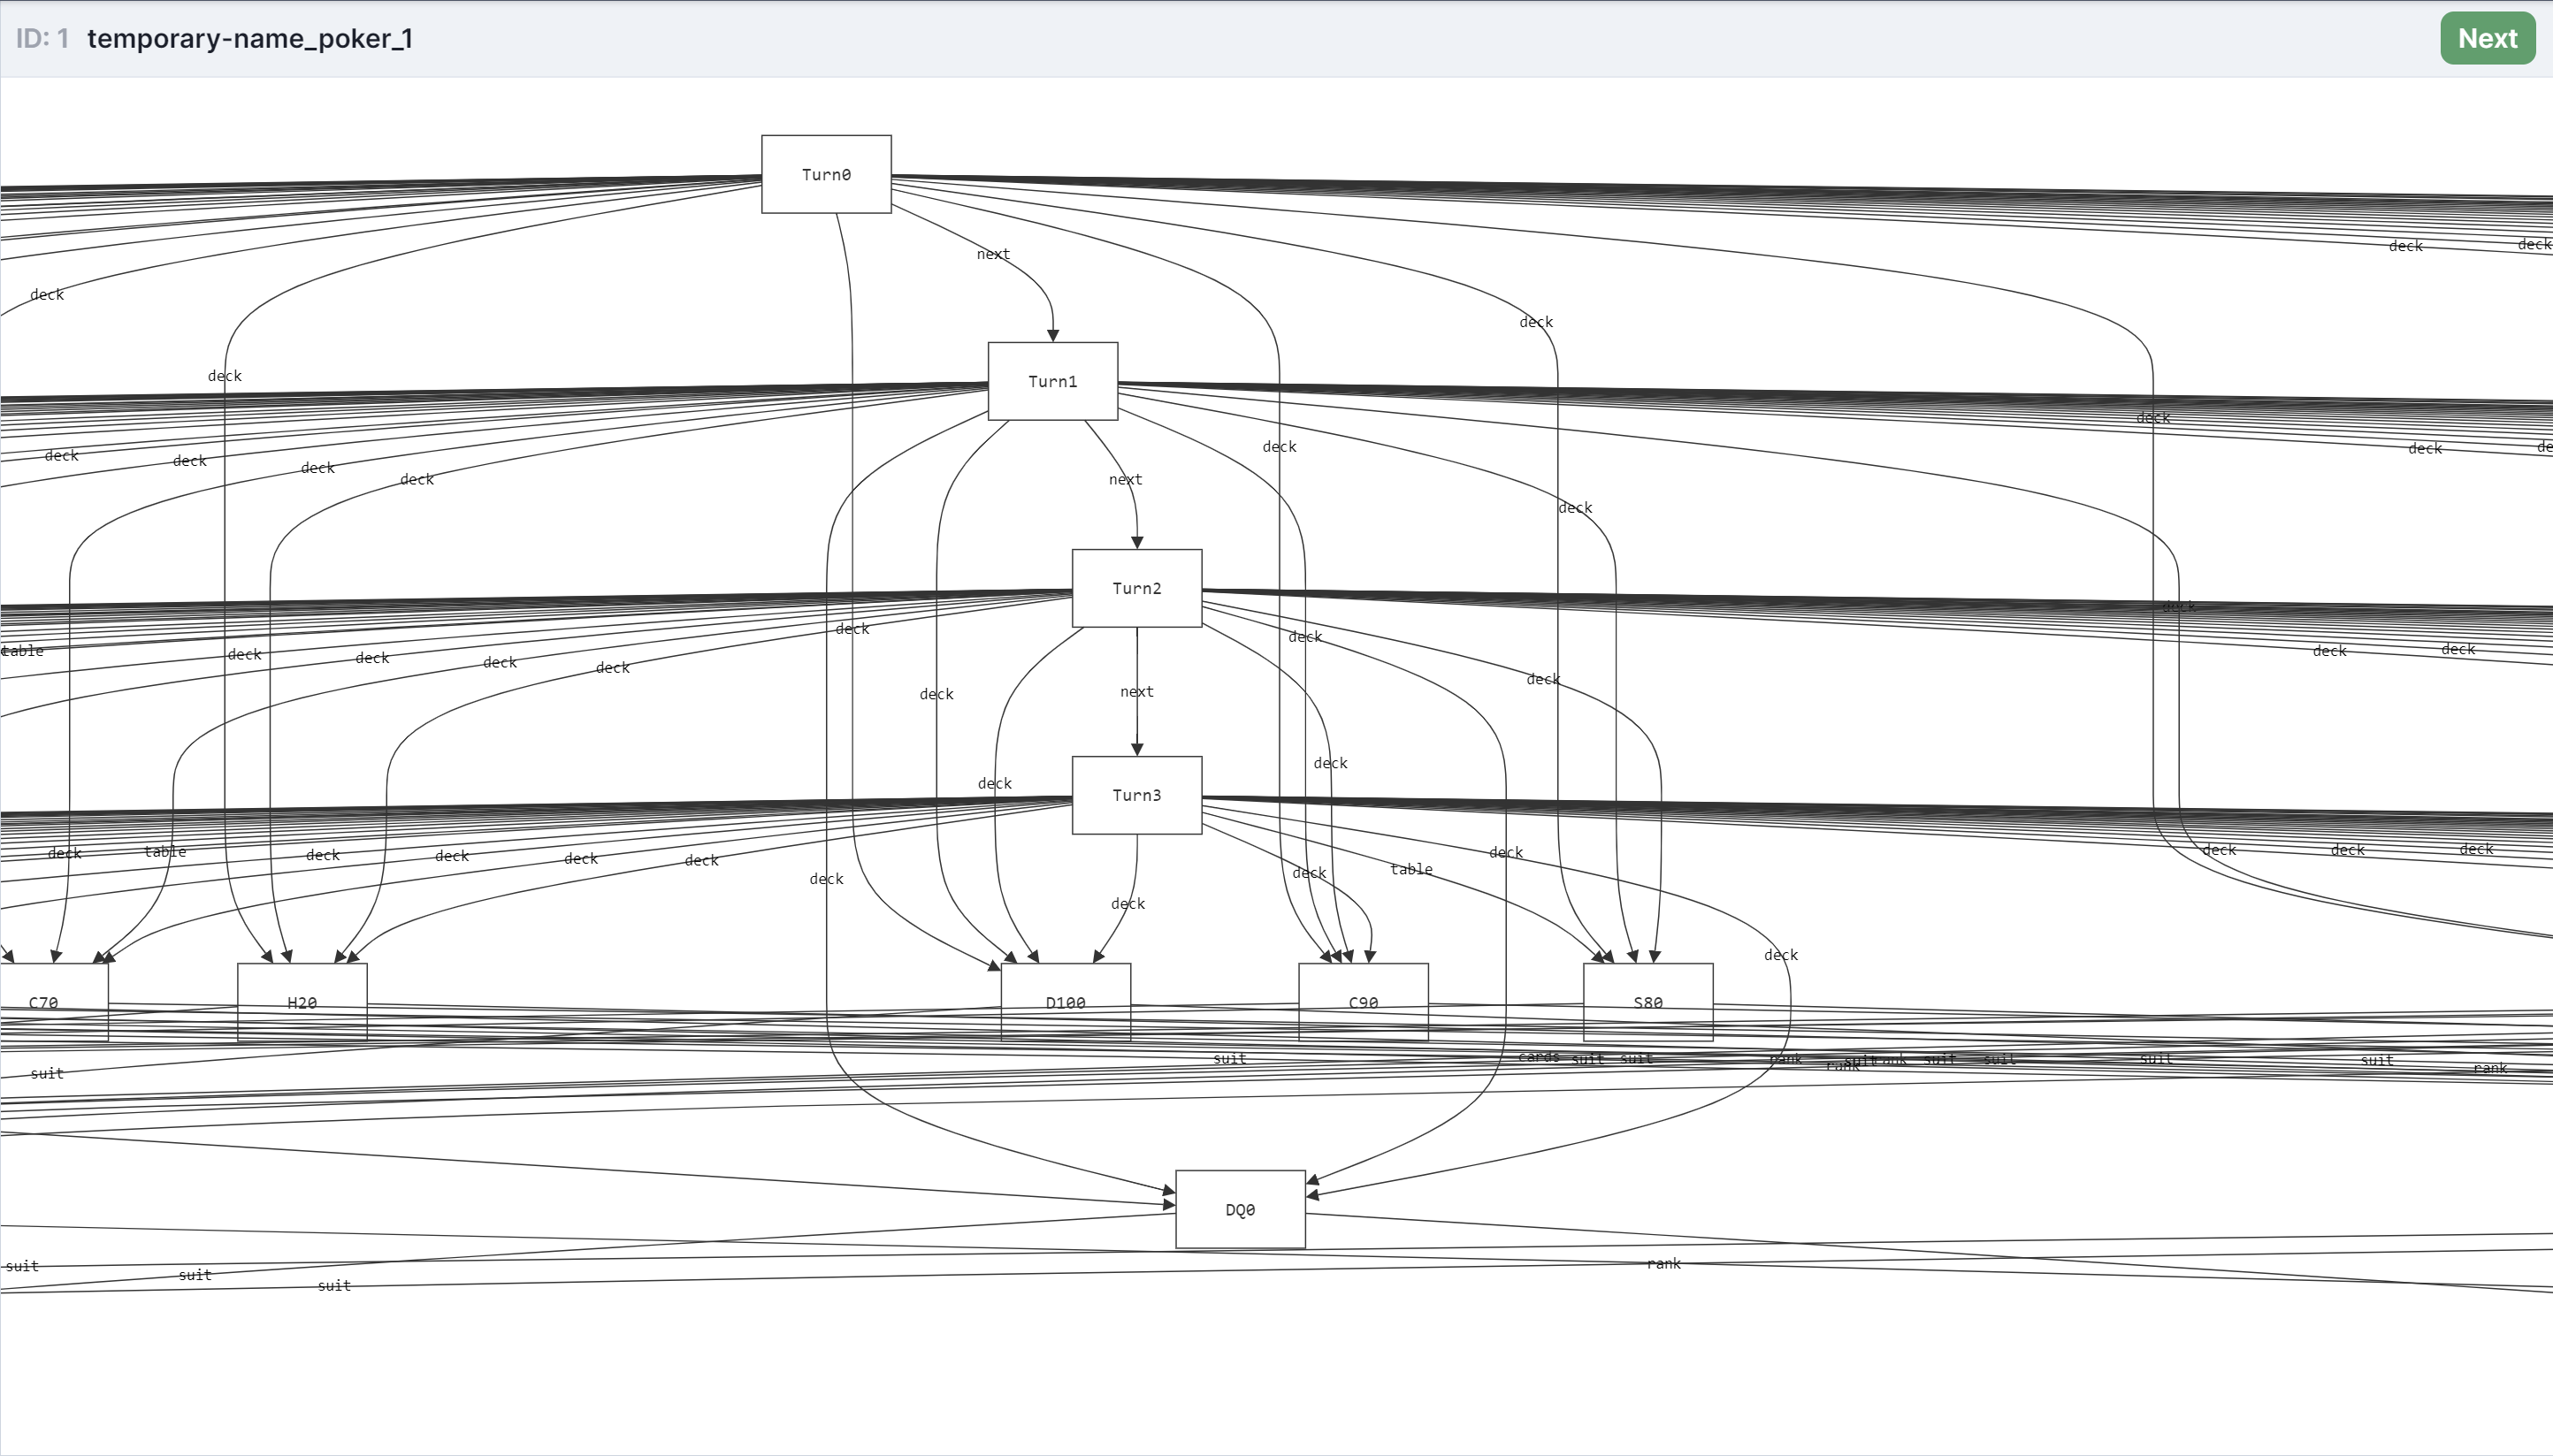 ID: 1 temporary-name_poker_1 Next
Turn0
deck deck
next
deck
deck
deck
Turn1
deck
deck
deck deck
deck deck deck
deck next
deck
Turn2
deck
deck deck
table deck deck deck deck deck deck
deck next deck
deck deck
Turn3
deck table deck deck deck deck deck table deck deck deck deck
deck deck
deck
C70 H20 D100 C90 S80
suit suit cards suit suit rank suit rank suit suit suit suit rank
rank
DQ0
suit suit suit rank